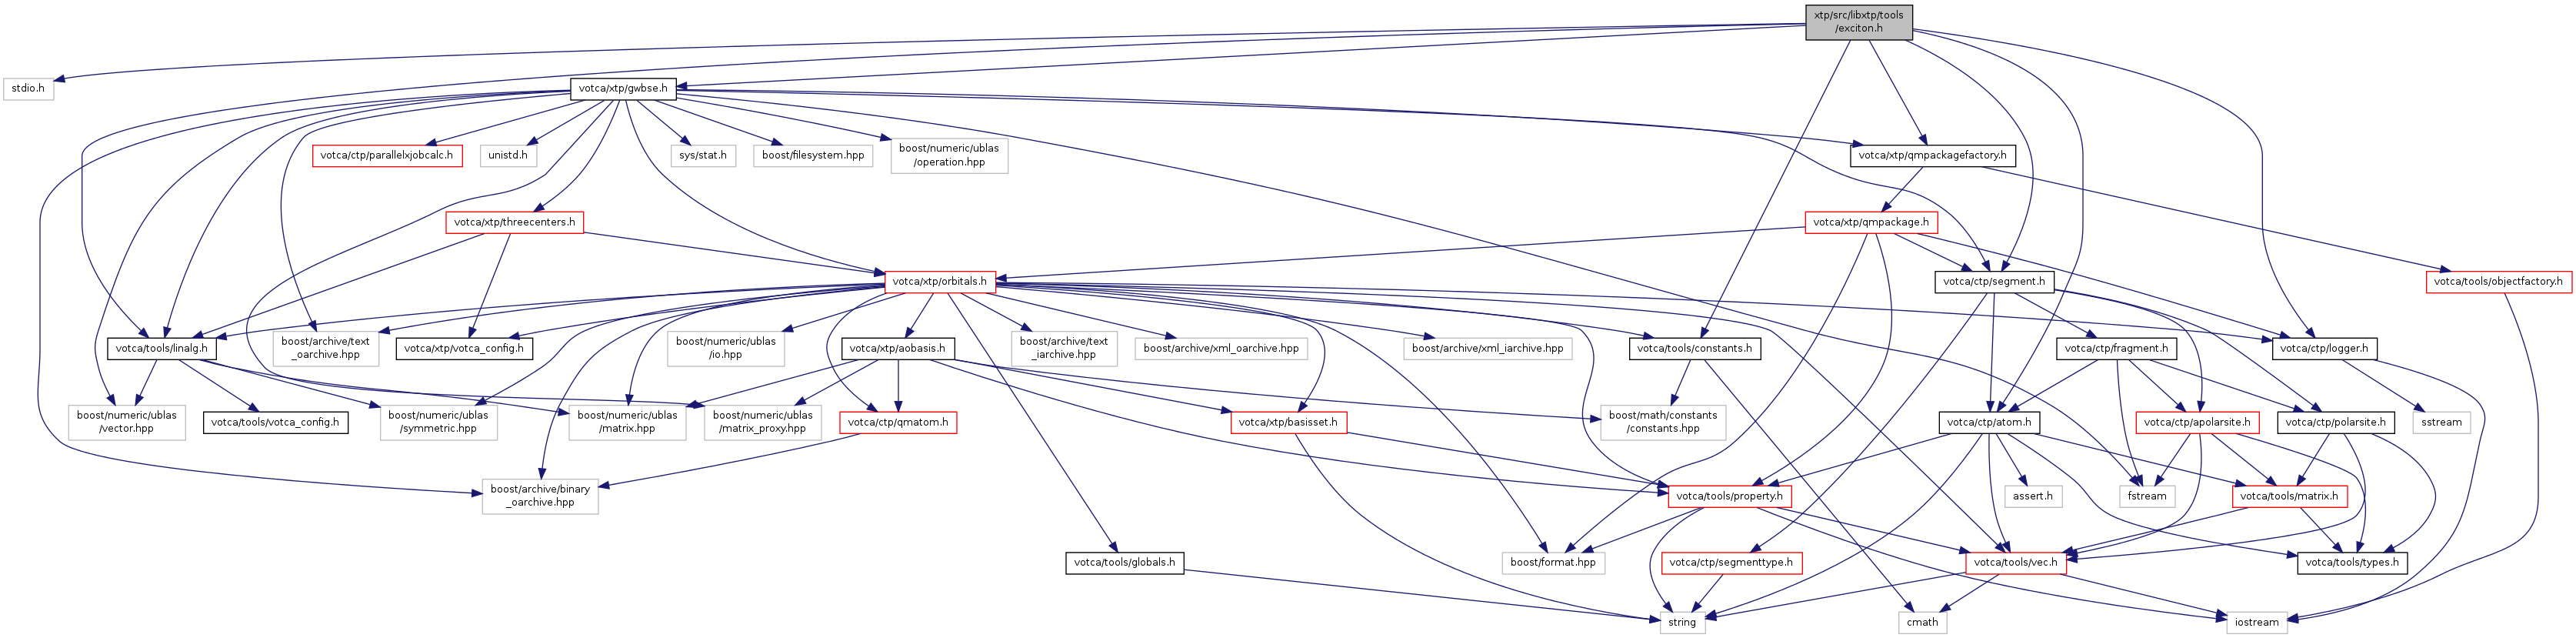 xtp/src/libxtp/tools
/exciton.h
stdio.h
votca/xtp/gwbse.h
votca/ctp/parallelxjobcalc.h
unistd.h
sys/stat.h
boost/filesystem.hpp
boost/numeric/ublas
/operation.hpp
votca/xtp/qmpackagefactory.h
votca/xtp/threecenters.h
votca/xtp/qmpackage.h
votca/xtp/orbitals.h
votca/ctp/segment.h
votca/tools/objectfactory.h
votca/tools/linalg.h
boost/archive/text
_oarchive.hpp
votca/xtp/votca_config.h
boost/numeric/ublas
/io.hpp
votca/xtp/aobasis.h
boost/archive/text
_iarchive.hpp
boost/archive/xml_oarchive.hpp
boost/archive/xml_iarchive.hpp
votca/tools/constants.h
votca/ctp/fragment.h
votca/ctp/logger.h
boost/numeric/ublas
/vector.hpp
votca/tools/votca_config.h
boost/numeric/ublas
/symmetric.hpp
boost/numeric/ublas
/matrix.hpp
boost/numeric/ublas
/matrix_proxy.hpp
votca/ctp/qmatom.h
votca/xtp/basisset.h
boost/math/constants
/constants.hpp
votca/ctp/atom.h
votca/ctp/apolarsite.h
votca/ctp/polarsite.h
sstream
boost/archive/binary
_oarchive.hpp
votca/tools/property.h
assert.h
fstream
votca/tools/matrix.h
votca/tools/globals.h
boost/format.hpp
votca/ctp/segmenttype.h
votca/tools/vec.h
votca/tools/types.h
string
cmath
iostream